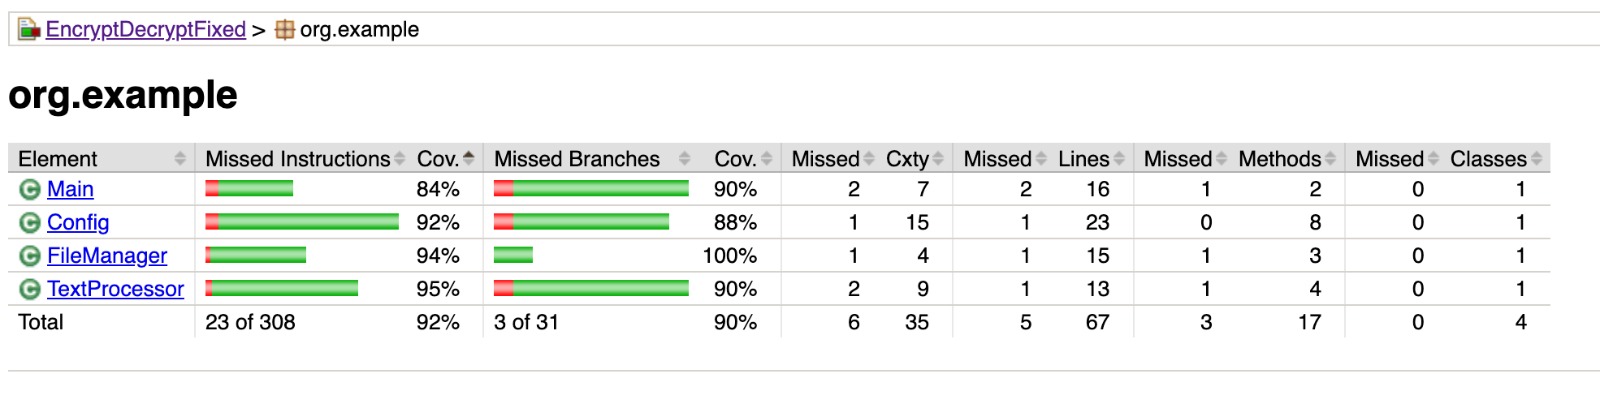 EncryptDecryptFixed > org.example
org.example
Element Missed Instructions Cov. Missed Branches Cov. Missed Cxty Missed Lines Missed Methods Missed Classes
C Main 84% 90% 2 7 2 16 1 2 0 1
C Config 92% 88% 1 15 1 23 0 8 0 1
C FileManager 94% 100% 1 4 1 15 1 3 0 1
C TextProcessor 95% 90% 2 9 1 13 1 4 0 1
Total 23 of 308 92% 3 of 31 90% 6 35 5 67 3 17 0 4